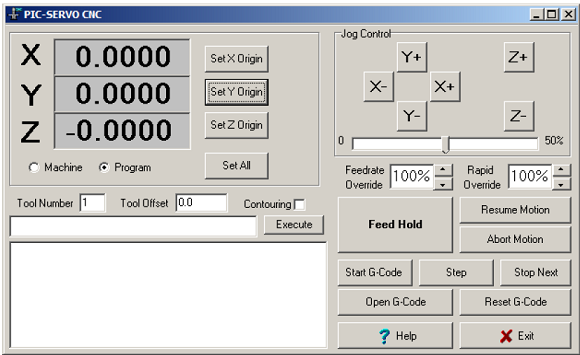 PIC-SERVO CNC
X 0.0000 Set X Origin
Y 0.0000 Set Y Origin
Z -0.0000 Set Z Origin
Machine Program Set All
Tool Number 1 Tool Offset 0.0 Contouring
Execute
Jog Control
Y+ Z+
X- X+
Y- Z-
0 50%
Feedrate Override 100% Rapid Override 100%
Feed Hold
Resume Motion
Abort Motion
Start G-Code Step Stop Next
Open G-Code Reset G-Code
? Help X Exit